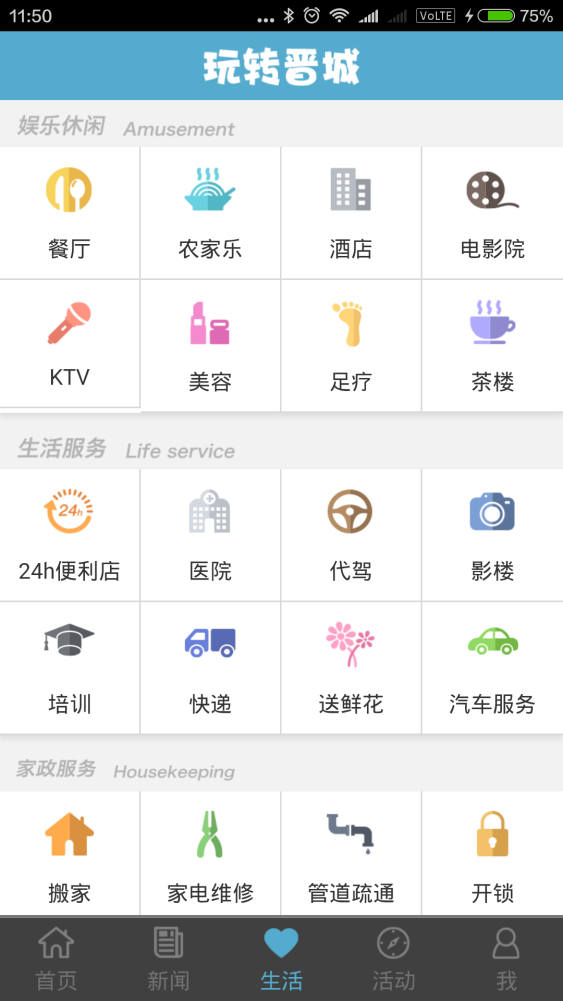 11:50 VoLTE 75%
玩转晋城
娱乐休闲 Amusement
餐厅 农家乐 酒店 电影院
KTV 美容 足疗 茶楼
生活服务 Life service
24h
24h便利店 医院 代驾 影楼
培训 快递 送鲜花 汽车服务
家政服务 Housekeeping
搬家 家电维修 管道疏通 开锁
首页 新闻 生活 活动 我